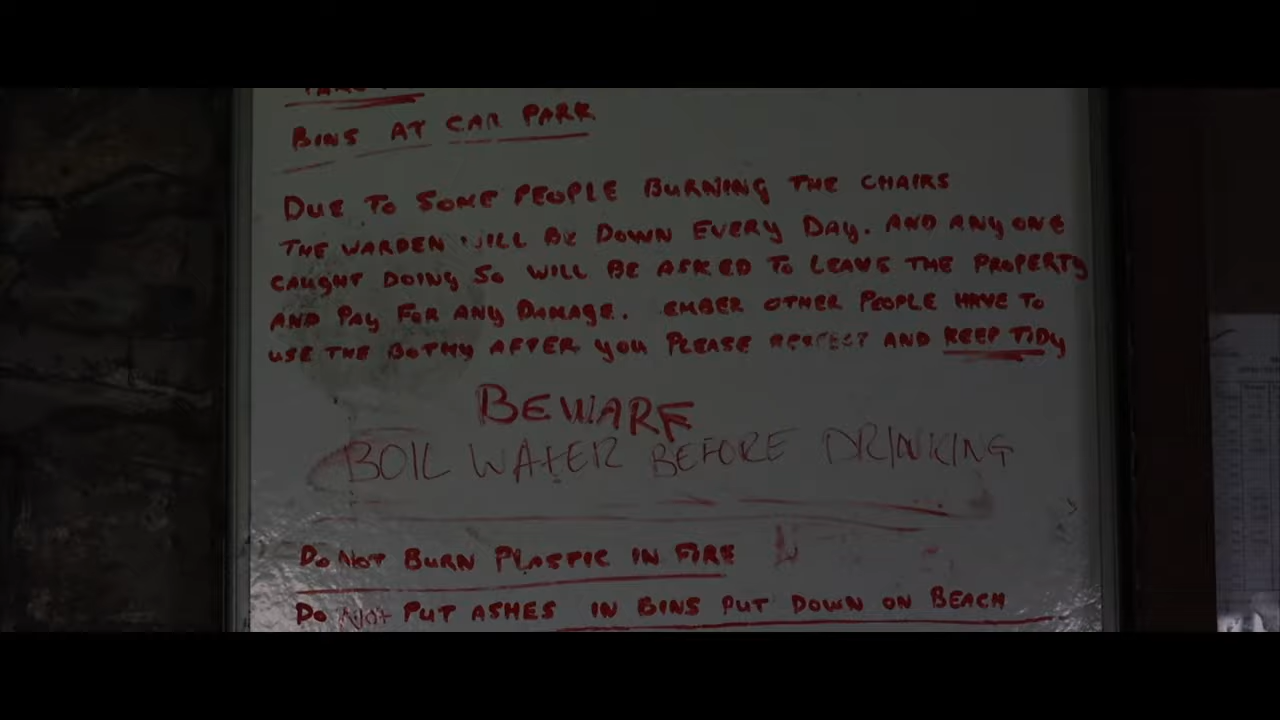 BINS AT CAR PARK
DUE TO SOME PEOPLE BURNING THE CHAIRS
THE WARDEN WILL BE DOWN EVERY DAY. AND ANYONE
CAUGHT DOING SO WILL BE ASKED TO LEAVE THE PROPERTY
AND PAY FOR ANY DAMAGE. EMBER OTHER PEOPLE HAVE TO
USE THE BOTHY AFTER YOU PLEASE RESPECT AND KEEP TIDY
BEWARE
BOIL WATER BEFORE DRINKING
DO NOT BURN PLASTIC IN FIRE
DO Not PUT ASHES IN BINS PUT DOWN ON BEACH